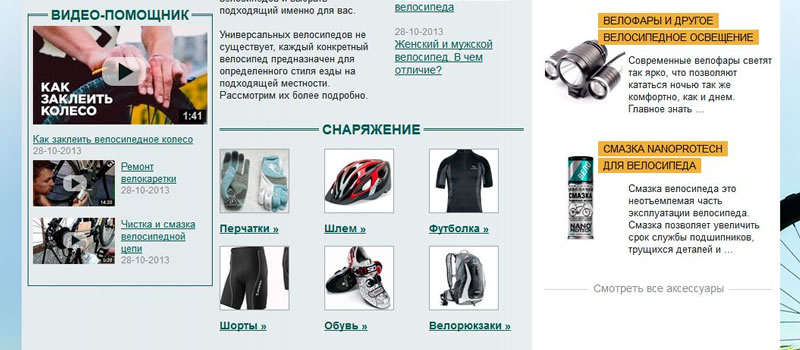 ВИДЕО-ПОМОЩНИК
КАК
ЗАКЛЕИТЬ
КОЛЕСО
1:41
Как заклеить велосипедное колесо
28-10-2013
14:20
Ремонт
велокаретки
28-10-2013
Чистка и смазка
велосипедной
цепи
28-10-2013
подходящий именно для вас.
Универсальных велосипедов не
существует, каждый конкретный
велосипед предназначен для
определенного стиля езды на
подходящей местности.
Рассмотрим их более подробно.
велосипеда
28-10-2013
Женский и мужской
велосипед. В чем
отличие?
СНАРЯЖЕНИЕ
Перчатки »
Шлем »
Футболка »
Шорты »
Обувь »
Велорюкзаки »
ВЕЛОФАРЫ И ДРУГОЕ
ВЕЛОСИПЕДНОЕ ОСВЕЩЕНИЕ
Современные велофары светят
так ярко, что позволяют
кататься ночью так же
комфортно, как и днем.
Главное знать ...
СМАЗКА NANOPROTECH
ДЛЯ ВЕЛОСИПЕДА
СМАЗКА
NANO
PROTECH
Смазка велосипеда это
неотъемлемая часть
эксплуатации велосипеда.
Смазка позволяет увеличить
срок службы подшипников,
трущихся деталей и ...
Смотреть все аксессуары